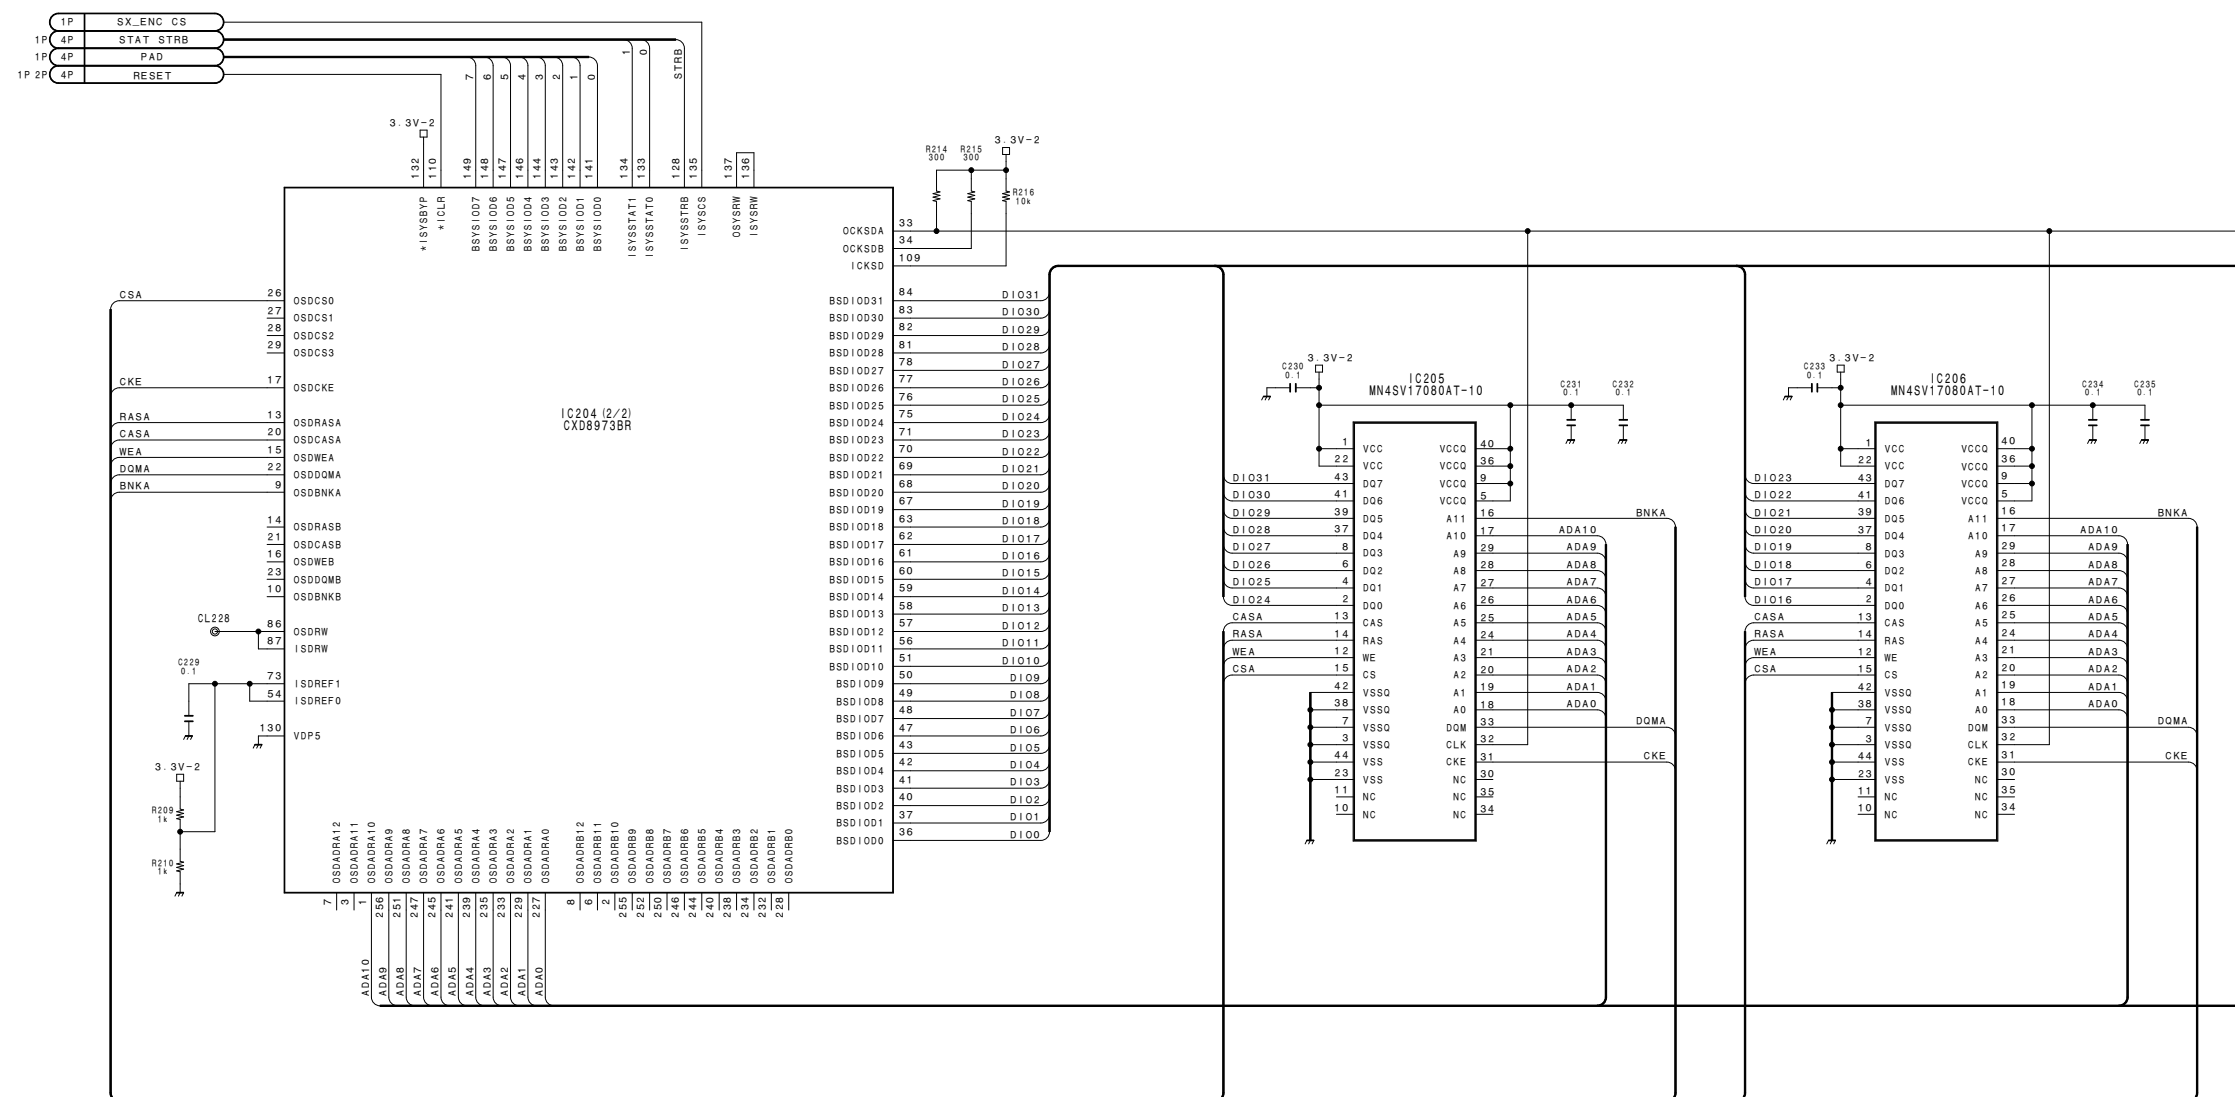 1P SX_ENC CS
1P 4P STAT STRB
1P 4P PAD
1P 2P 4P RESET
7 6 5 4 3 2 1 0
1 0 STRB
3.3V-2
132 110 149 148 147 146 144 143 142 141 134 133 128 135 137 136
*ISYSBYP
*ICLR
BSYSIOD7
BSYSIOD6
BSYSIOD5
BSYSIOD4
BSYSIOD3
BSYSIOD2
BSYSIOD1
BSYSIOD0
ISYSSTAT1
ISYSSTAT0
ISYSSTRB
ISYSCS
OSYSRW
ISYSRW
R214
300
R215
300
3.3V-2
R216
10k
OCKSDA 33
OCKSDB 34
ICKSD 109
IC204 (2/2)
CXD8973BR
CSA 26 OSDCS0
27 OSDCS1
28 OSDCS2
29 OSDCS3
CKE 17 OSDCKE
RASA 13 OSDRASA
CASA 20 OSDCASA
WEA 15 OSDWEA
DQMA 22 OSDDQMA
BNKA 9 OSDBNKA
14 OSDRASB
21 OSDCASB
16 OSDWEB
23 OSDDQMB
10 OSDBNKB
CL228
86 OSDRW
87 ISDRW
C229
0.1
73 ISDREF1
54 ISDREF0
130 VDP5
3.3V-2
R209
1k
R210
1k
BSDIOD31 84 DIO31
BSDIOD30 83 DIO30
BSDIOD29 82 DIO29
BSDIOD28 81 DIO28
BSDIOD27 78 DIO27
BSDIOD26 77 DIO26
BSDIOD25 76 DIO25
BSDIOD24 75 DIO24
BSDIOD23 71 DIO23
BSDIOD22 70 DIO22
BSDIOD21 69 DIO21
BSDIOD20 68 DIO20
BSDIOD19 67 DIO19
BSDIOD18 63 DIO18
BSDIOD17 62 DIO17
BSDIOD16 61 DIO16
BSDIOD15 60 DIO15
BSDIOD14 59 DIO14
BSDIOD13 58 DIO13
BSDIOD12 57 DIO12
BSDIOD11 56 DIO11
BSDIOD10 51 DIO10
BSDIOD9 50 DIO9
BSDIOD8 49 DIO8
BSDIOD7 48 DIO7
BSDIOD6 47 DIO6
BSDIOD5 43 DIO5
BSDIOD4 42 DIO4
BSDIOD3 41 DIO3
BSDIOD2 40 DIO2
BSDIOD1 37 DIO1
BSDIOD0 36 DIO0
OSDADRA12 7
OSDADRA11 3
OSDADRA10 1 ADA10
OSDADRA9 256 ADA9
OSDADRA8 251 ADA8
OSDADRA7 247 ADA7
OSDADRA6 245 ADA6
OSDADRA5 241 ADA5
OSDADRA4 239 ADA4
OSDADRA3 235 ADA3
OSDADRA2 233 ADA2
OSDADRA1 229 ADA1
OSDADRA0 227 ADA0
OSDADRB12 8
OSDADRB11 6
OSDADRB10 2
OSDADRB9 255
OSDADRB8 252
OSDADRB7 250
OSDADRB6 246
OSDADRB5 244
OSDADRB4 240
OSDADRB3 238
OSDADRB2 234
OSDADRB1 232
OSDADRB0 228
C230
0.1
3.3V-2
IC205
MN4SV17080AT-10
C231
0.1
C232
0.1
1 VCC VCCQ 40
22 VCC VCCQ 36
DIO31 43 DQ7 VCCQ 9
DIO30 41 DQ6 VCCQ 5
DIO29 39 DQ5 A11 16 BNKA
DIO28 37 DQ4 A10 17 ADA10
DIO27 8 DQ3 A9 29 ADA9
DIO26 6 DQ2 A8 28 ADA8
DIO25 4 DQ1 A7 27 ADA7
DIO24 2 DQ0 A6 26 ADA6
CASA 13 CAS A5 25 ADA5
RASA 14 RAS A4 24 ADA4
WEA 12 WE A3 21 ADA3
CSA 15 CS A2 20 ADA2
42 VSSQ A1 19 ADA1
38 VSSQ A0 18 ADA0
7 VSSQ DQM 33 DQMA
3 VSSQ CLK 32
44 VSS CKE 31 CKE
23 VSS NC 30
11 NC NC 35
10 NC NC 34
C233
0.1
3.3V-2
IC206
MN4SV17080AT-10
C234
0.1
C235
0.1
1 VCC VCCQ 40
22 VCC VCCQ 36
DIO23 43 DQ7 VCCQ 9
DIO22 41 DQ6 VCCQ 5
DIO21 39 DQ5 A11 16 BNKA
DIO20 37 DQ4 A10 17 ADA10
DIO19 8 DQ3 A9 29 ADA9
DIO18 6 DQ2 A8 28 ADA8
DIO17 4 DQ1 A7 27 ADA7
DIO16 2 DQ0 A6 26 ADA6
CASA 13 CAS A5 25 ADA5
RASA 14 RAS A4 24 ADA4
WEA 12 WE A3 21 ADA3
CSA 15 CS A2 20 ADA2
42 VSSQ A1 19 ADA1
38 VSSQ A0 18 ADA0
7 VSSQ DQM 33 DQMA
3 VSSQ CLK 32
44 VSS CKE 31 CKE
23 VSS NC 30
11 NC NC 35
10 NC NC 34